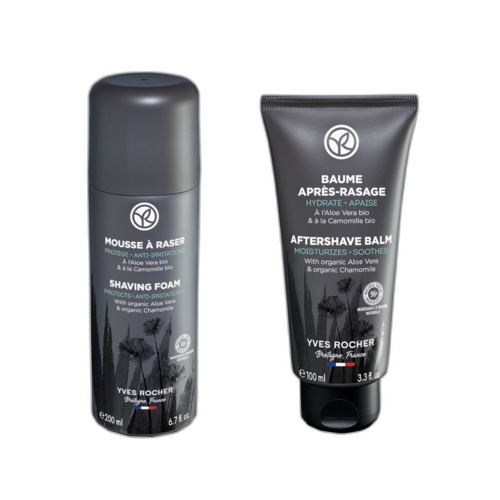 MOUSSE À RASER
PROTÈGE • ANTI-IRRITATIONS
À l'Aloe Vera bio
& à la Camomille bio
SHAVING FOAM
PROTECTS • ANTI-IRRITATIONS
With organic Aloe Vera
& organic Chamomile
YVES ROCHER
Bretagne, France
℮200 ml 6.7 fl. oz.
BAUME
APRÈS-RASAGE
HYDRATE • APAISE
À l'Aloe Vera bio
& à la Camomille bio
AFTERSHAVE BALM
MOISTURIZES • SOOTHES
With organic Aloe Vera
& organic Chamomile
YVES ROCHER
Bretagne, France
℮100 ml 3.3 fl. oz.